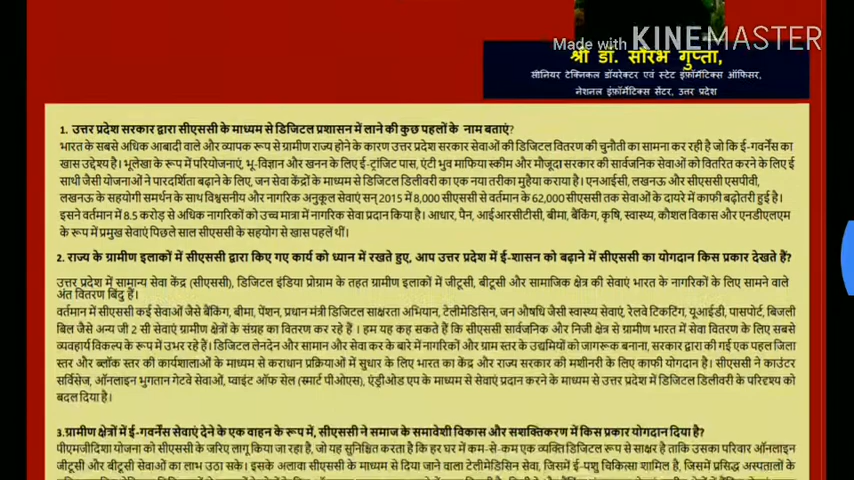 Made with KINEMASTER
श्री डॉ. सौरभ गुप्ता,
सीनियर टेक्निकल डॉयरेक्टर एवं स्टेट इंफ़ॉर्मेटिक्स ऑफिसर,
नेशनल इंफ़ॉर्मेटिक्स सैंटर, उत्तर प्रदेश
1. उत्तर प्रदेश सरकार द्वारा सीएससी के माध्यम से डिजिटल प्रशासन में लाने की कुछ पहलों के नाम बताएं?
भारत के सबसे अधिक आबादी वाले और व्यापक रूप से ग्रामीण राज्य होने के कारण उत्तर प्रदेश सरकार सेवाओं की डिजिटल वितरण की चुनौती का सामना कर रही है जो कि ई-गवर्नेंस का
खास उद्देश्य है। भूलेखा के रूप में परियोजनाएं, भू-विज्ञान और खनन के लिए ई-ट्रांजिट पास, एंटी भुव माफिया स्कीम और मौजूदा सरकार की सार्वजनिक सेवाओं को वितरित करने के लिए ई
साथी जैसी योजनाओं ने पारदर्शिता बढ़ाने के लिए, जन सेवा केंद्रों के माध्यम से डिजिटल डिलीवरी का एक नया तरीका मुहैया कराया है। एनआईसी, लखनऊ और सीएससी एसपीवी,
लखनऊ के सहयोगी समर्थन के साथ विश्वसनीय और नागरिक अनुकूल सेवाएं सन् 2015 में 8,000 सीएससी से वर्तमान के 62,000 सीएससी तक सेवाओं के दायरे में काफी बढ़ोतरी हुई है।
इसने वर्तमान में 8.5 करोड़ से अधिक नागरिकों को उच्च मात्रा में नागरिक सेवा प्रदान किया है। आधार, पैन, आईआरसीटीसी, बीमा, बैंकिंग, कृषि, स्वास्थ्य, कौशल विकास और एनडीएलएम
के रूप में प्रमुख सेवाएं पिछले साल सीएससी के सहयोग से खास पहलें थीं।
2. राज्य के ग्रामीण इलाकों में सीएससी द्वारा किए गए कार्य को ध्यान में रखते हुए, आप उत्तर प्रदेश में ई-शासन को बढ़ाने में सीएससी का योगदान किस प्रकार देखते हैं?
उत्तर प्रदेश में सामान्य सेवा केंद्र (सीएससी), डिजिटल इंडिया प्रोग्राम के तहत ग्रामीण इलाकों में जीटूसी, बीटूसी और सामाजिक क्षेत्र की सेवाएं भारत के नागरिकों के लिए सामने वाले
अंत वितरण बिंदु हैं।
वर्तमान में सीएससी कई सेवाओं जैसे बैंकिंग, बीमा, पेंशन, प्रधान मंत्री डिजिटल साक्षरता अभियान, टेलीमेडिसिन, जन औषधि जैसी स्वास्थ्य सेवाएं, रेलवे टिकटिंग, यूआईडी, पासपोर्ट, बिजली
बिल जैसे अन्य जी 2 सी सेवाएं ग्रामीण क्षेत्रों के संग्रह का वितरण कर रहे हैं । हम यह कह सकते हैं कि सीएससी सार्वजनिक और निजी क्षेत्र से ग्रामीण भारत में सेवा वितरण के लिए सबसे
व्यवहार्य विकल्प के रूप में उभर रहे हैं। डिजिटल लेनदेन और सामान और सेवा कर के बारे में नागरिकों और ग्राम स्तर के उद्यमियों को जागरूक बनाना, सरकार द्वारा की गई एक पहल जिला
स्तर और ब्लॉक स्तर की कार्यशालाओं के माध्यम से कराधान प्रक्रियाओं में सुधार के लिए भारत का केंद्र और राज्य सरकार की मशीनरी के लिए काफी योगदान है। सीएससी ने काउंटर
सर्विसेज, ऑनलाइन भुगतान गेटवे सेवाओं, प्वाइंट ऑफ सेल (स्मार्ट पीओएस), एंड्रीओड एप के माध्यम से सेवाएं प्रदान करने के माध्यम से उत्तर प्रदेश में डिजिटल डिलीवरी के परिदृश्य को
बदल दिया है।
3.ग्रामीण क्षेत्रों में ई-गवर्नेंस सेवाएं देने के एक वाहन के रूप में, सीएससी ने समाज के समावेशी विकास और सशक्तिकरण में किस प्रकार योगदान दिया है?
पीएमजीदिशा योजना को सीएससी के जरिए लागू किया जा रहा है, जो यह सुनिश्चित करता है कि हर घर में कम-से-कम एक व्यक्ति डिजिटल रूप से साक्षर है ताकि उसका परिवार ऑनलाइन
जीटूसी और बीटूसी सेवाओं का लाभ उठा सके। इसके अलावा सीएससी के माध्यम से दिया जाने वाला टेलीमेडिसिन सेवा, जिसमें ई-पशु चिकित्सा शामिल है, जिसमें प्रसिद्ध अस्पतालों के